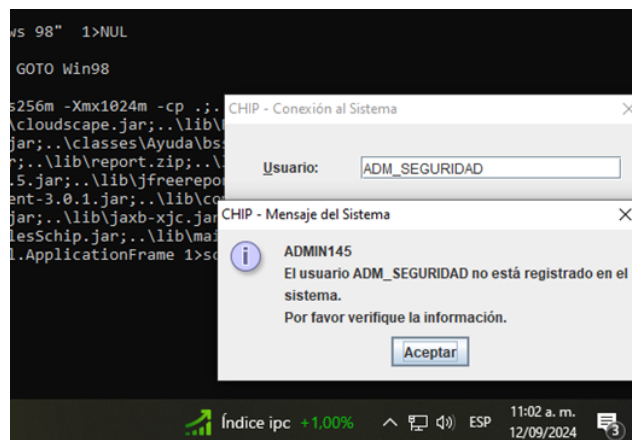 ws 98" 1>NUL
GOTO Win98
s256m -Xmx1024m -cp .;.
\cloudscape.jar;..\lib\
jar;..\classes\Ayuda\bs
r;..\lib\report.zip;..\
.5.jar;..\lib\jfreerepo
ent-3.0.1.jar;..\lib\co
jar;..\lib\jaxb-xjc.jar
lesSchip.jar;..\lib\mai
l.ApplicationFrame 1>sc
CHIP - Conexión al Sistema
Usuario: ADM_SEGURIDAD
CHIP - Mensaje del Sistema
ADMIN145
El usuario ADM_SEGURIDAD no está registrado en el
sistema.
Por favor verifique la información.
Aceptar
Índice ipc +1,00%
ESP
11:02 a. m.
12/09/2024
3